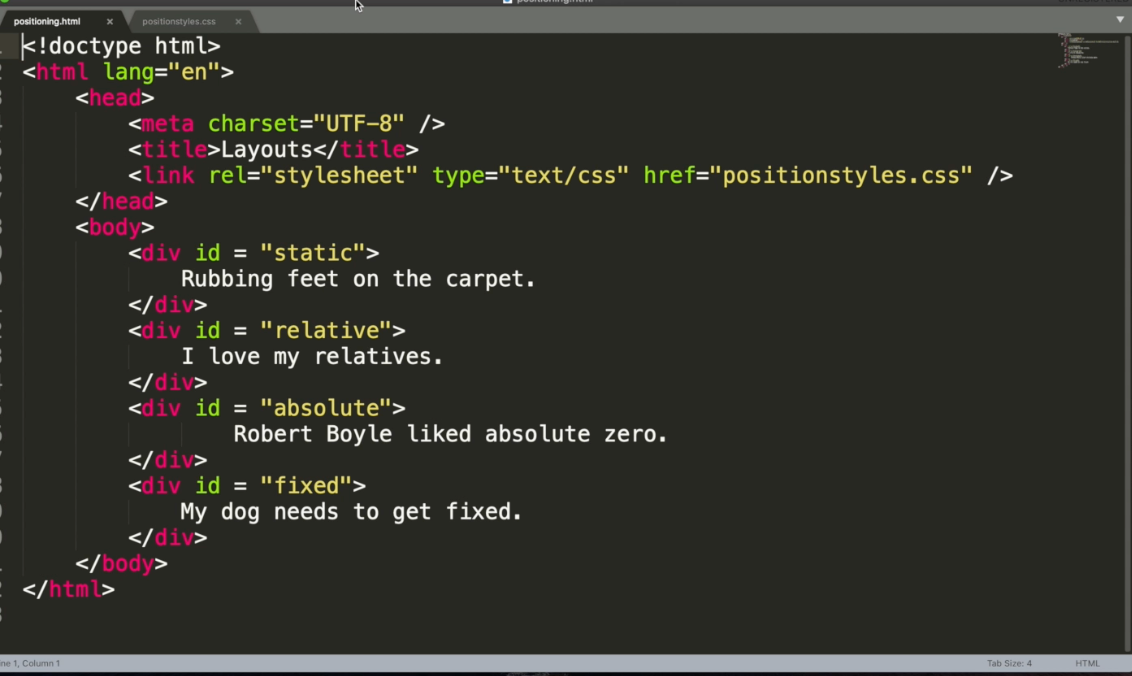 positioning.html
positioning.html x positionstyles.css x
<!doctype html>
<html lang="en">
<head>
<meta charset="UTF-8" />
<title>Layouts</title>
<link rel="stylesheet" type="text/css" href="positionstyles.css" />
</head>
<body>
<div id = "static">
Rubbing feet on the carpet.
</div>
<div id = "relative">
I love my relatives.
</div>
<div id = "absolute">
Robert Boyle liked absolute zero.
</div>
<div id = "fixed">
My dog needs to get fixed.
</div>
</body>
</html>
ine 1, Column 1 Tab Size: 4 HTML